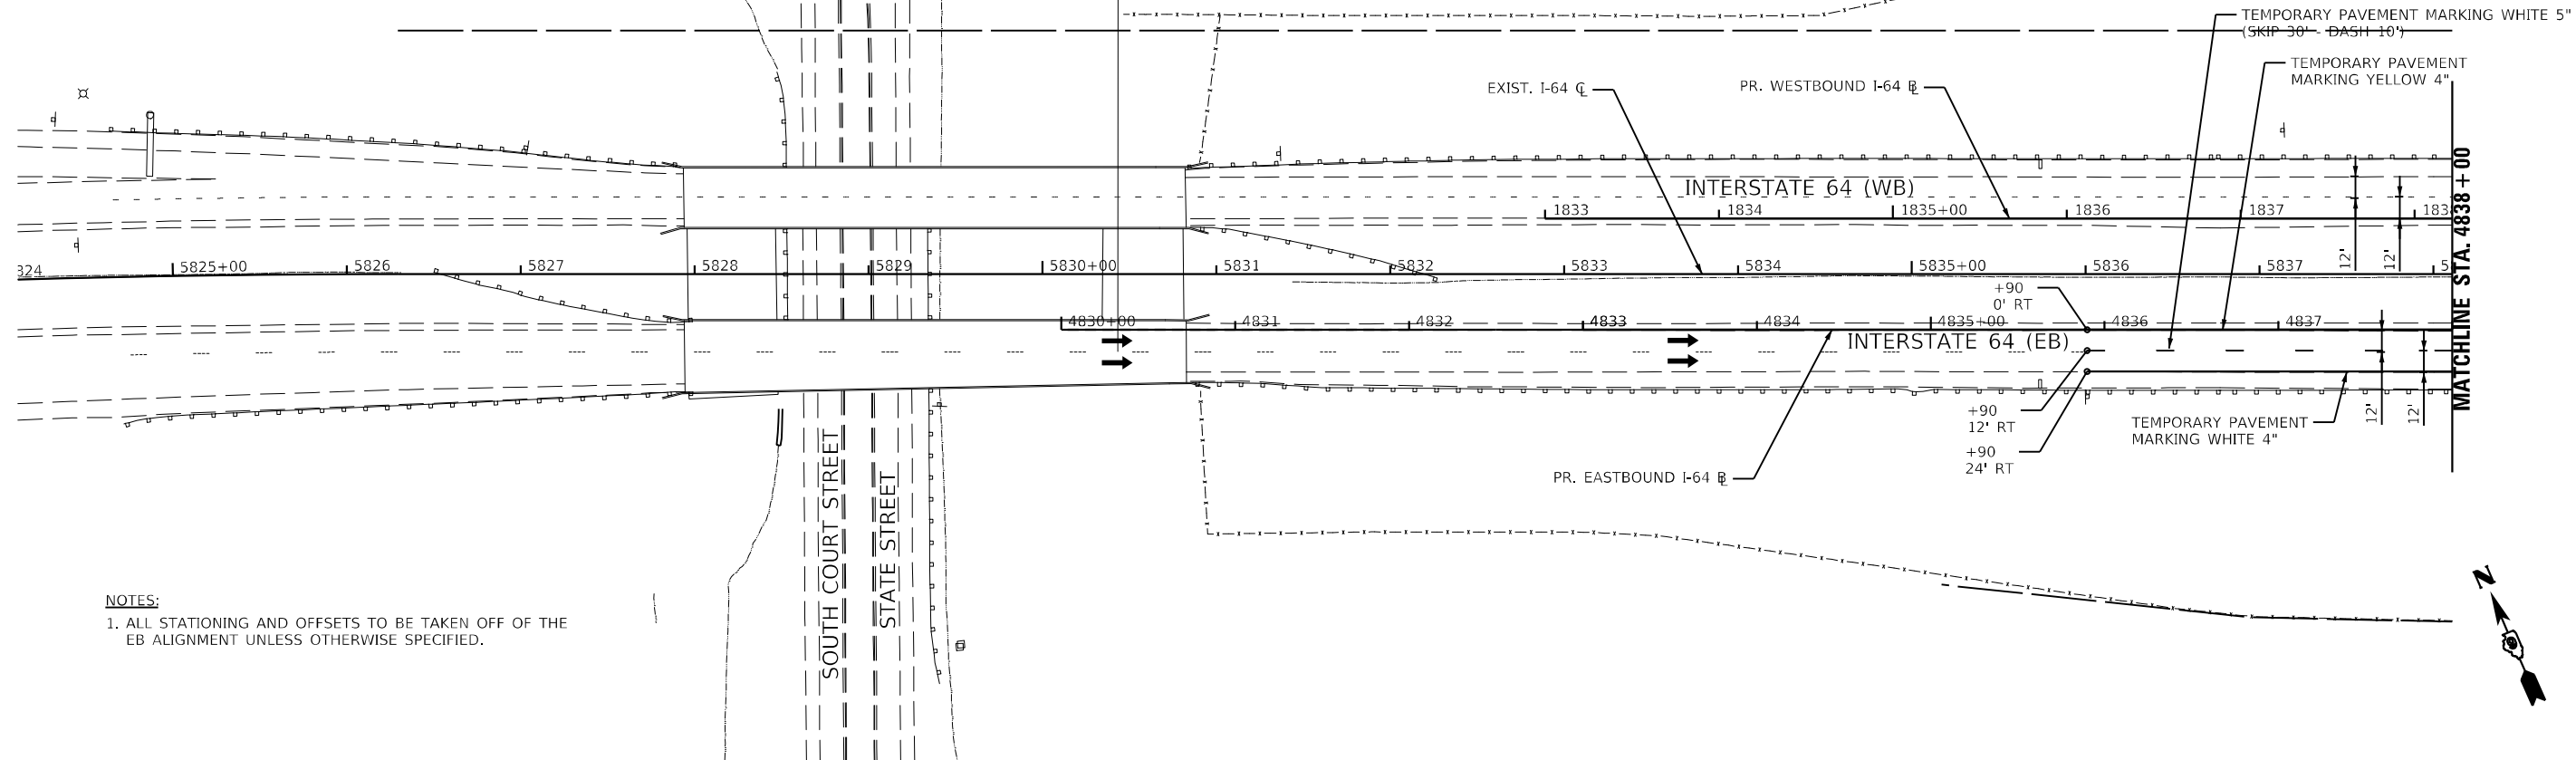 TEMPORARY PAVEMENT MARKING WHITE 5"
(SKIP 30' - DASH 10')
TEMPORARY PAVEMENT
MARKING YELLOW 4"
EXIST. I-64 ℄
PR. WESTBOUND I-64 BL
INTERSTATE 64 (WB)
1833
1834
1835+00
1836
1837
183
12'
12'
MATCHLINE STA. 4838+00
324
5825+00
5826
5827
5828
5829
5830+00
5831
5832
5833
5834
5835+00
5836
5837
5
+90
0' RT
4830+00
4831
4832
4833
4834
4835+00
4836
4837
INTERSTATE 64 (EB)
+90
12' RT
+90
24' RT
12'
12'
TEMPORARY PAVEMENT
MARKING WHITE 4"
PR. EASTBOUND I-64 BL
SOUTH COURT STREET
STATE STREET
NOTES:
1. ALL STATIONING AND OFFSETS TO BE TAKEN OFF OF THE
EB ALIGNMENT UNLESS OTHERWISE SPECIFIED.
N